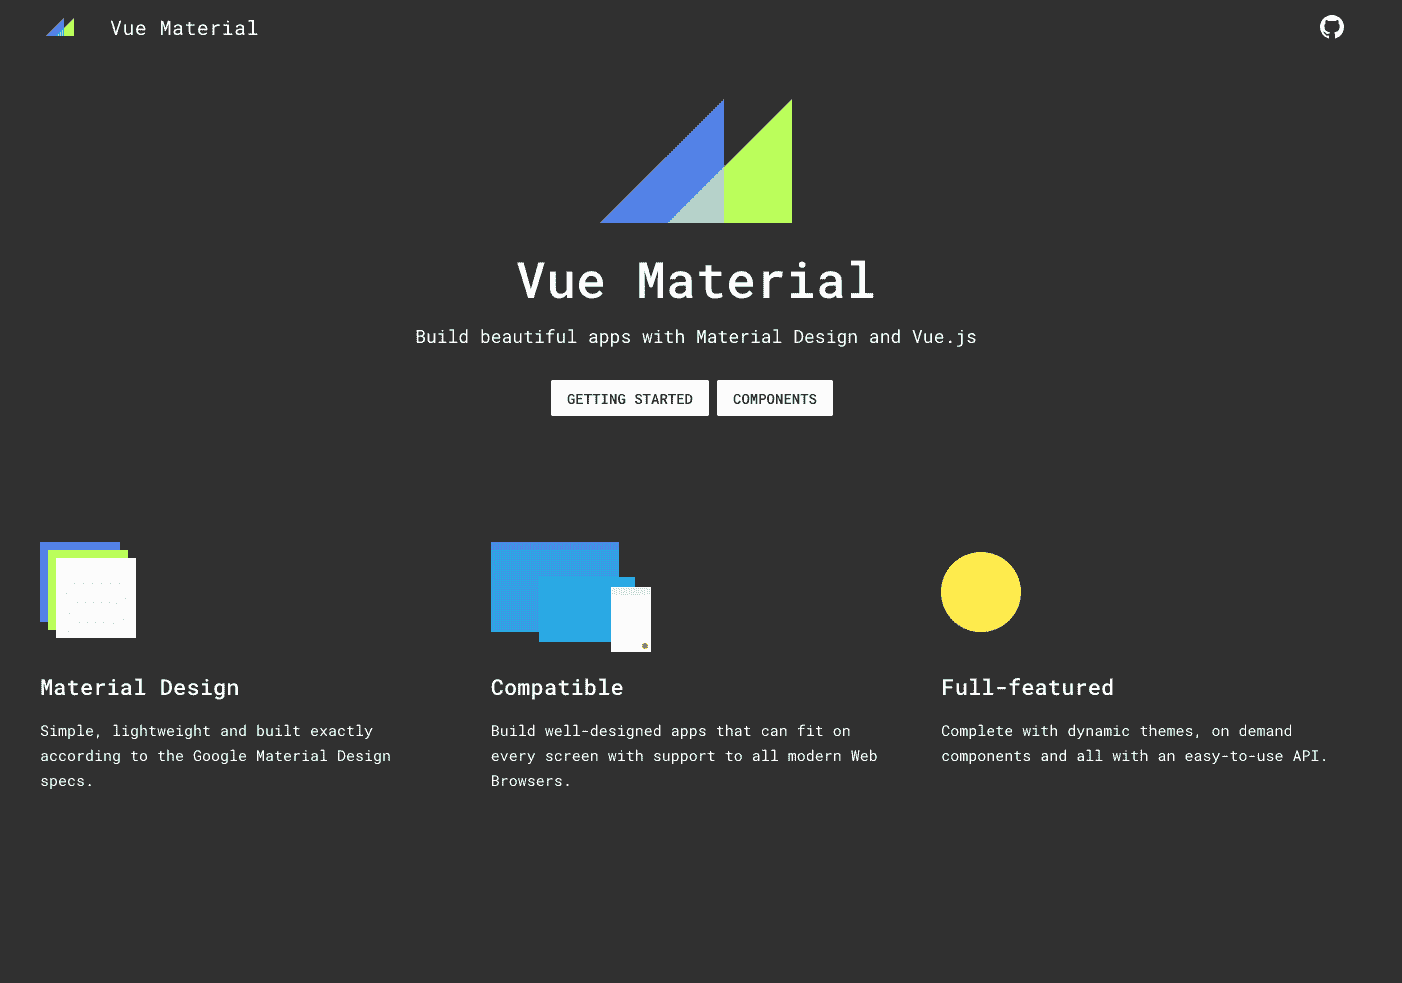 Vue Material
Vue Material
Build beautiful apps with Material Design and Vue.js
GETTING STARTED
COMPONENTS
Material Design
Simple, lightweight and built exactly
according to the Google Material Design
specs.
Compatible
Build well-designed apps that can fit on
every screen with support to all modern Web
Browsers.
Full-featured
Complete with dynamic themes, on demand
components and all with an easy-to-use API.